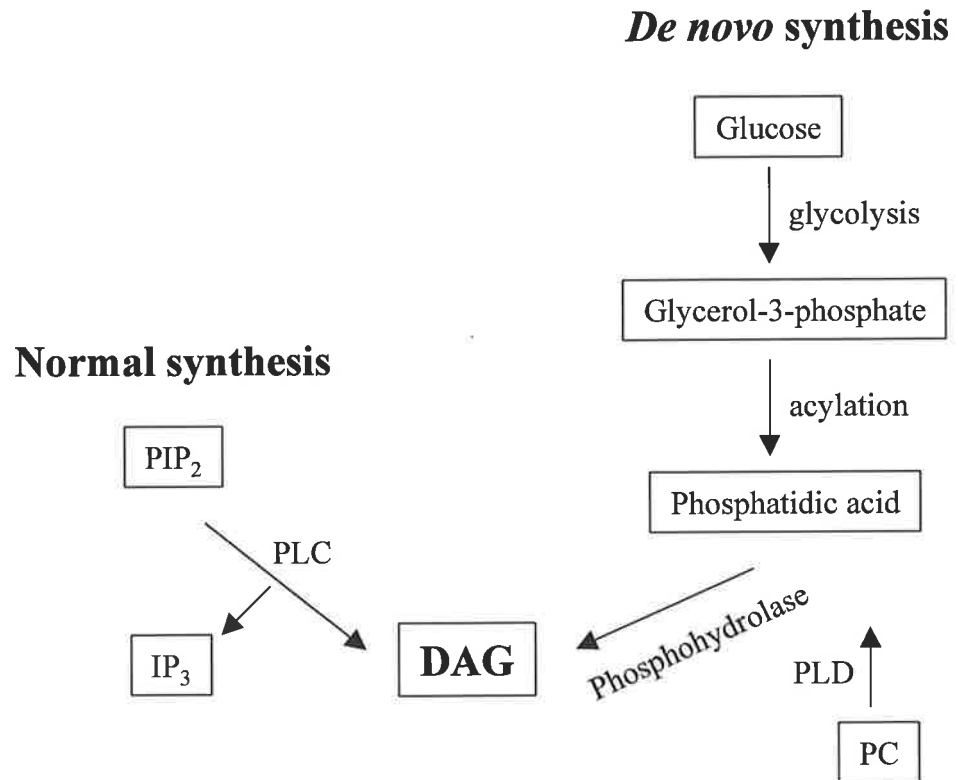 De novo synthesis
Glucose
glycolysis
Glycerol-3-phosphate
Normal synthesis
acylation
PIP₂
Phosphatidic acid
PLC
Phosphohydrolase
IP₃
DAG
PLD
PC